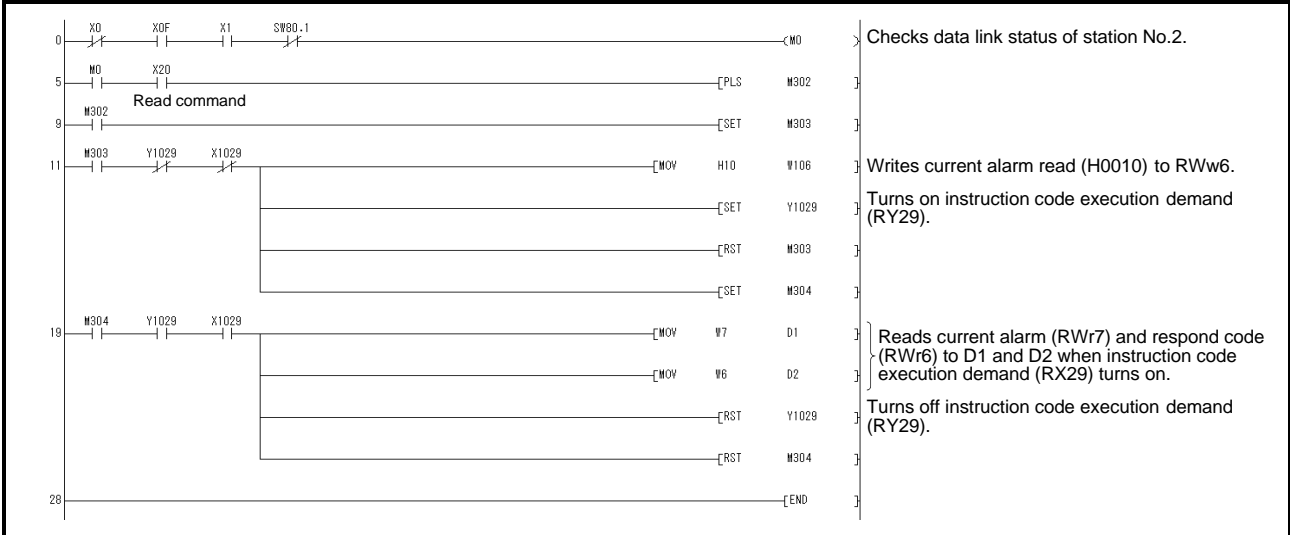 X0 X0F X1 SW80.1
0 (M0 ) Checks data link status of station No.2.
M0 X20
5 [PLS M302 ]
Read command
M302
9 [SET M303 ]
M303 Y1029 X1029
11 [MOV H10 W106 ] Writes current alarm read (H0010) to RWw6.
[SET Y1029 ] Turns on instruction code execution demand
(RY29).
[RST M303 ]
[SET M304 ]
M304 Y1029 X1029
19 [MOV W7 D1 ] Reads current alarm (RWr7) and respond code
(RWr6) to D1 and D2 when instruction code
[MOV W6 D2 ] execution demand (RX29) turns on.
[RST Y1029 ] Turns off instruction code execution demand
(RY29).
[RST M304 ]
28 [END ]